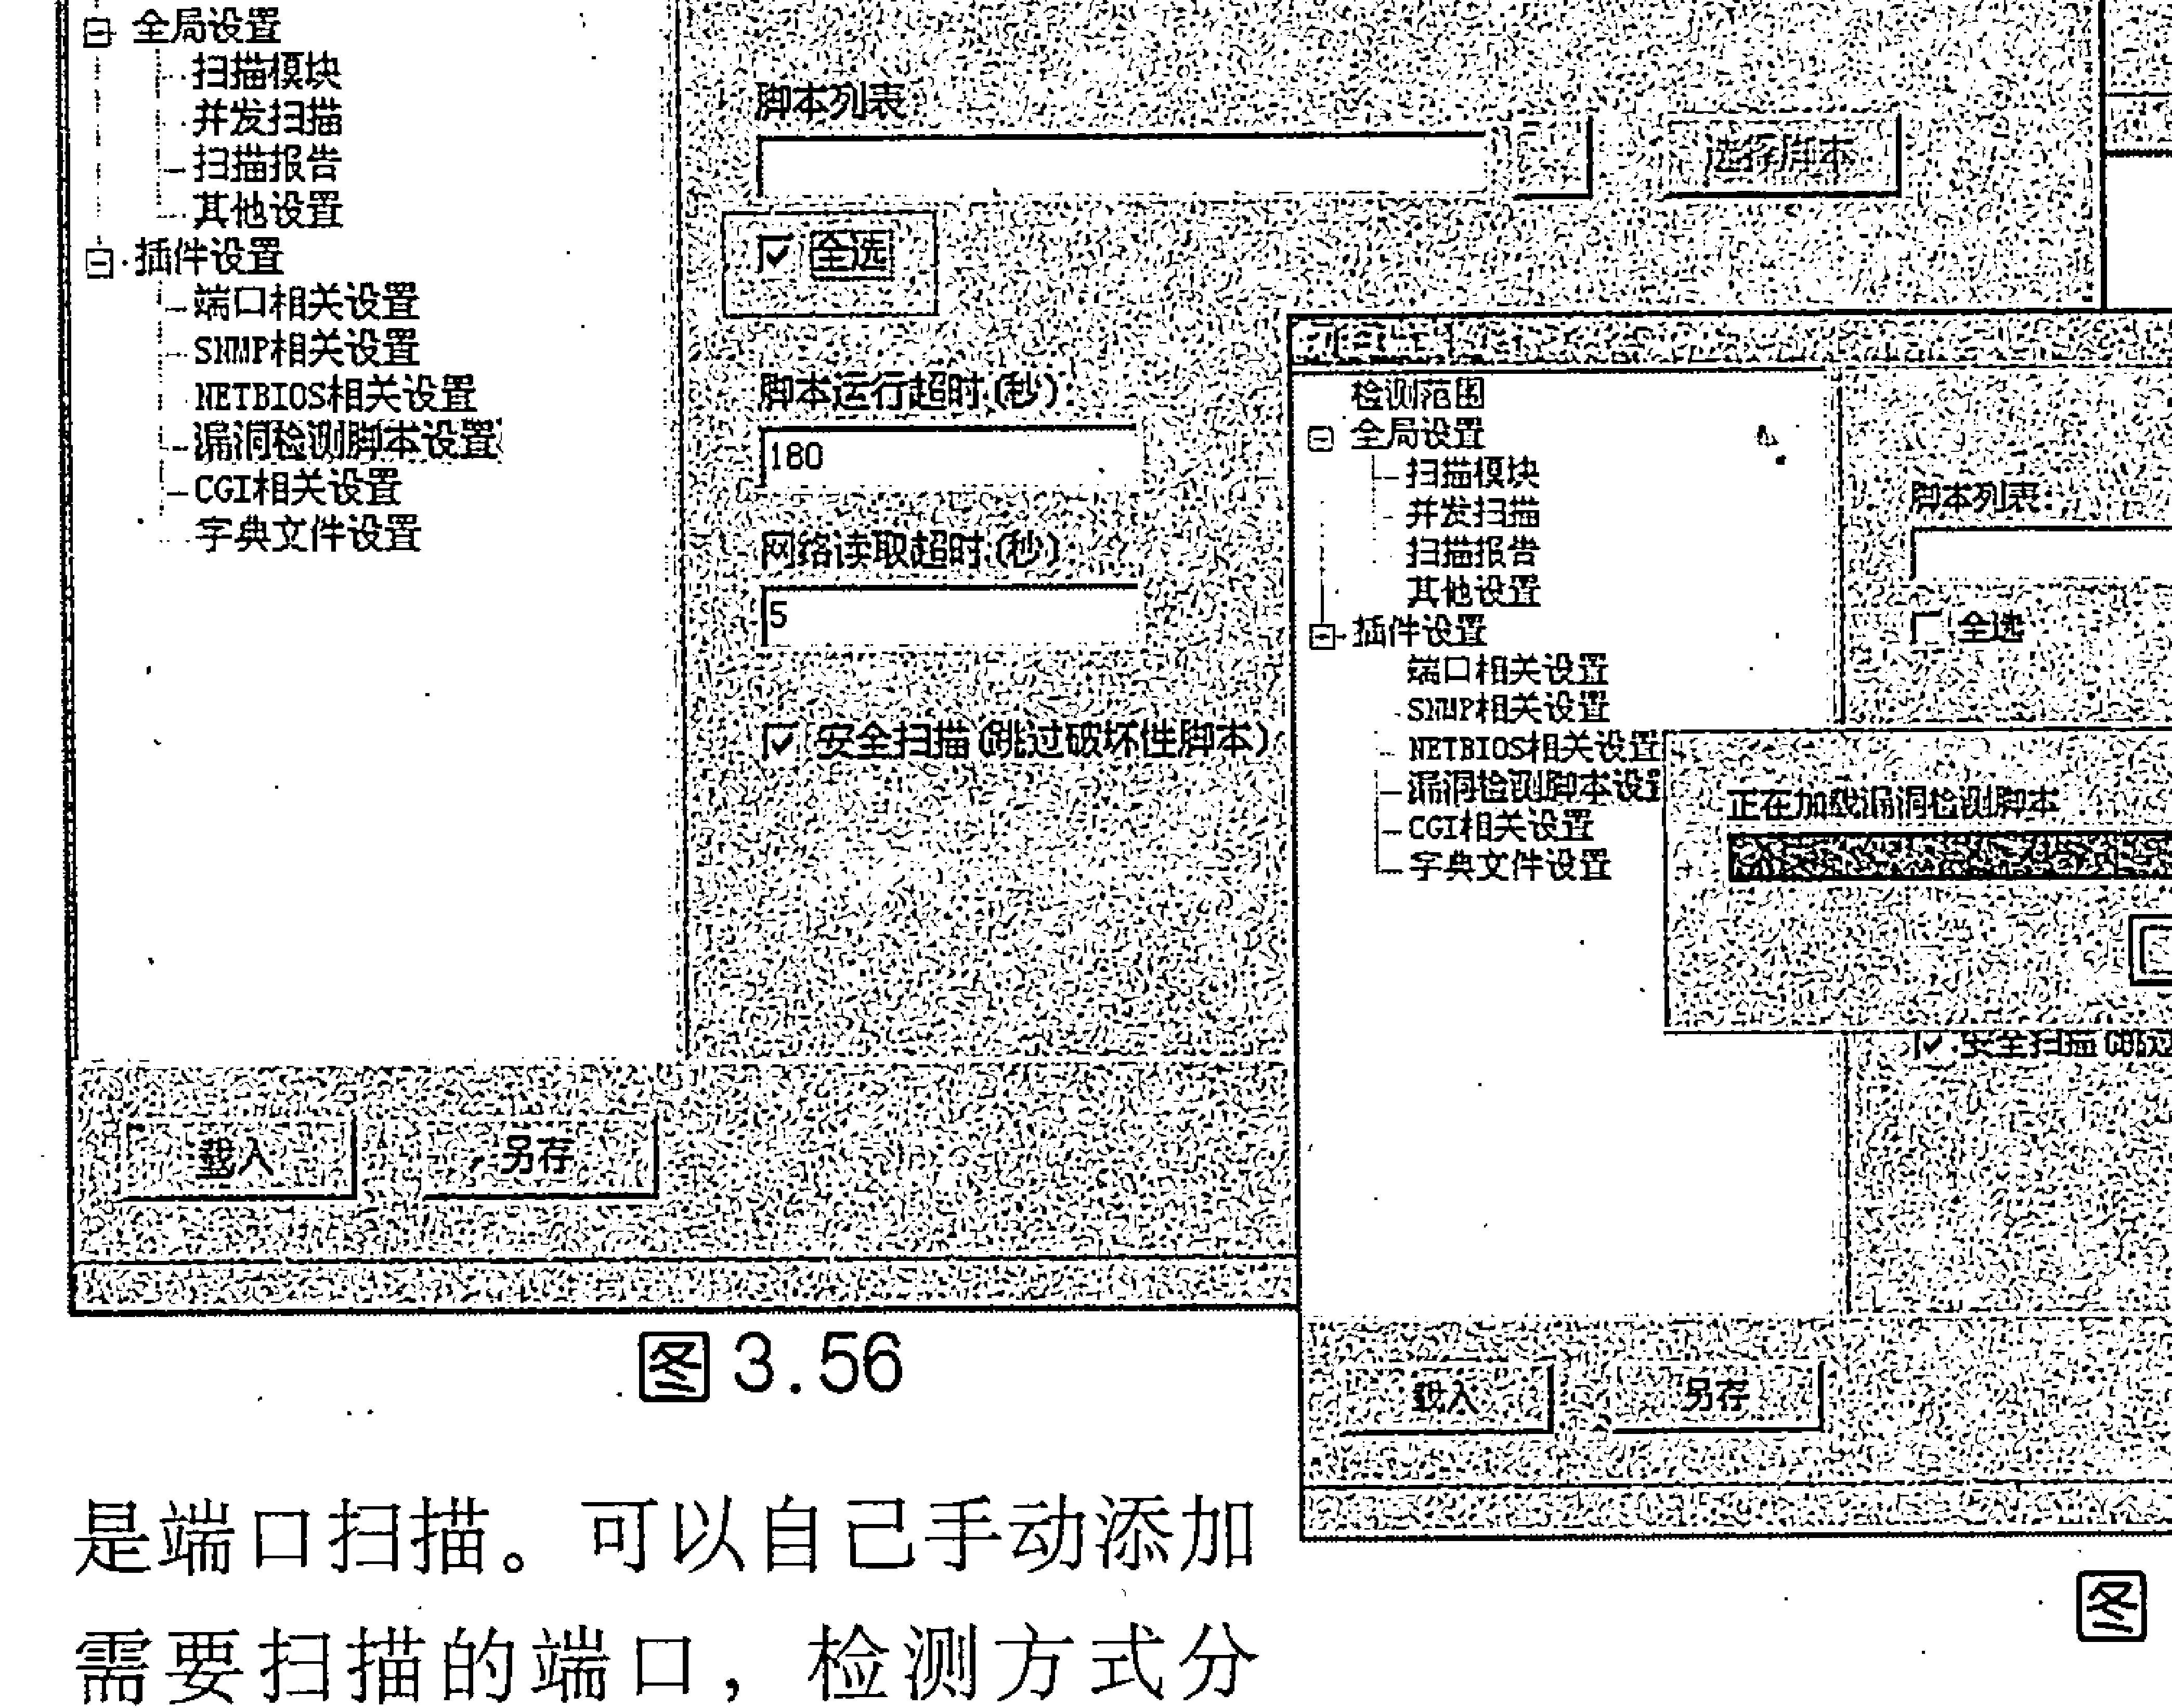 全局设置
扫描模块
并发扫描
扫描报告
其他设置
插件设置
端口相关设置
SNMP相关设置
NETBIOS相关设置
漏洞检测脚本设置
CGI相关设置
字典文件设置
脚本列表
选择脚本
全选
脚本运行超时(秒):
180
网络读取超时(秒)
5
安全扫描(跳过破坏性脚本)
载入
另存
图 3.56
检测范围
全局设置
扫描模块
并发扫描
扫描报告
其他设置
插件设置
端口相关设置
SNMP相关设置
NETBIOS相关设置
漏洞检测脚本设置
CGI相关设置
字典文件设置
脚本列表:
全选
正在加载漏洞检测脚本
安全扫描(跳过
载入
另存
图
是端口扫描。可以自己手动添加
需要扫描的端口，检测方式分